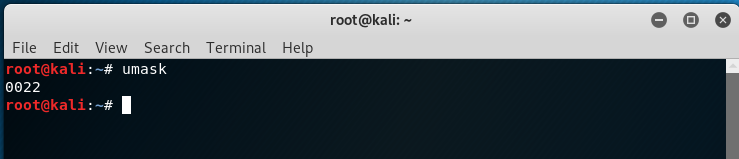 root@kali: ~
File Edit View Search Terminal Help
root@kali:~# umask
0022
root@kali:~#